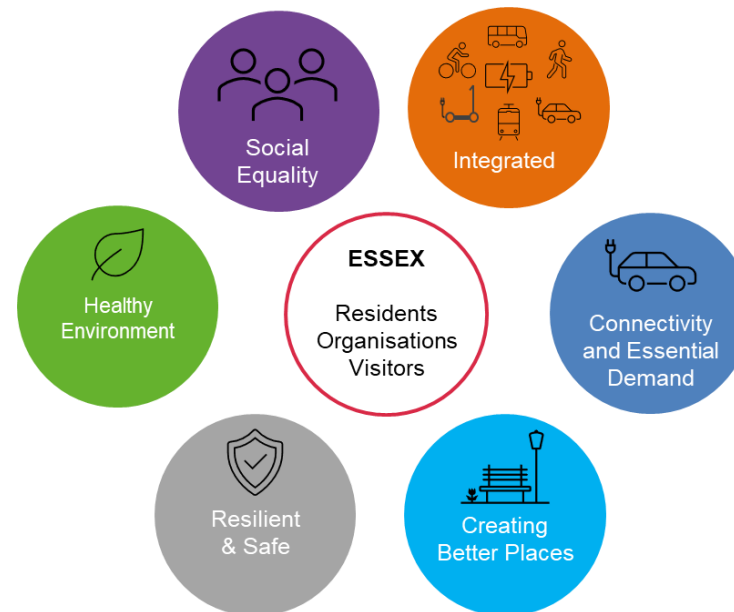 Social
Equality
Integrated
Healthy
Environment
ESSEX
Residents
Organisations
Visitors
Connectivity
and Essential
Demand
Resilient
& Safe
Creating
Better Places